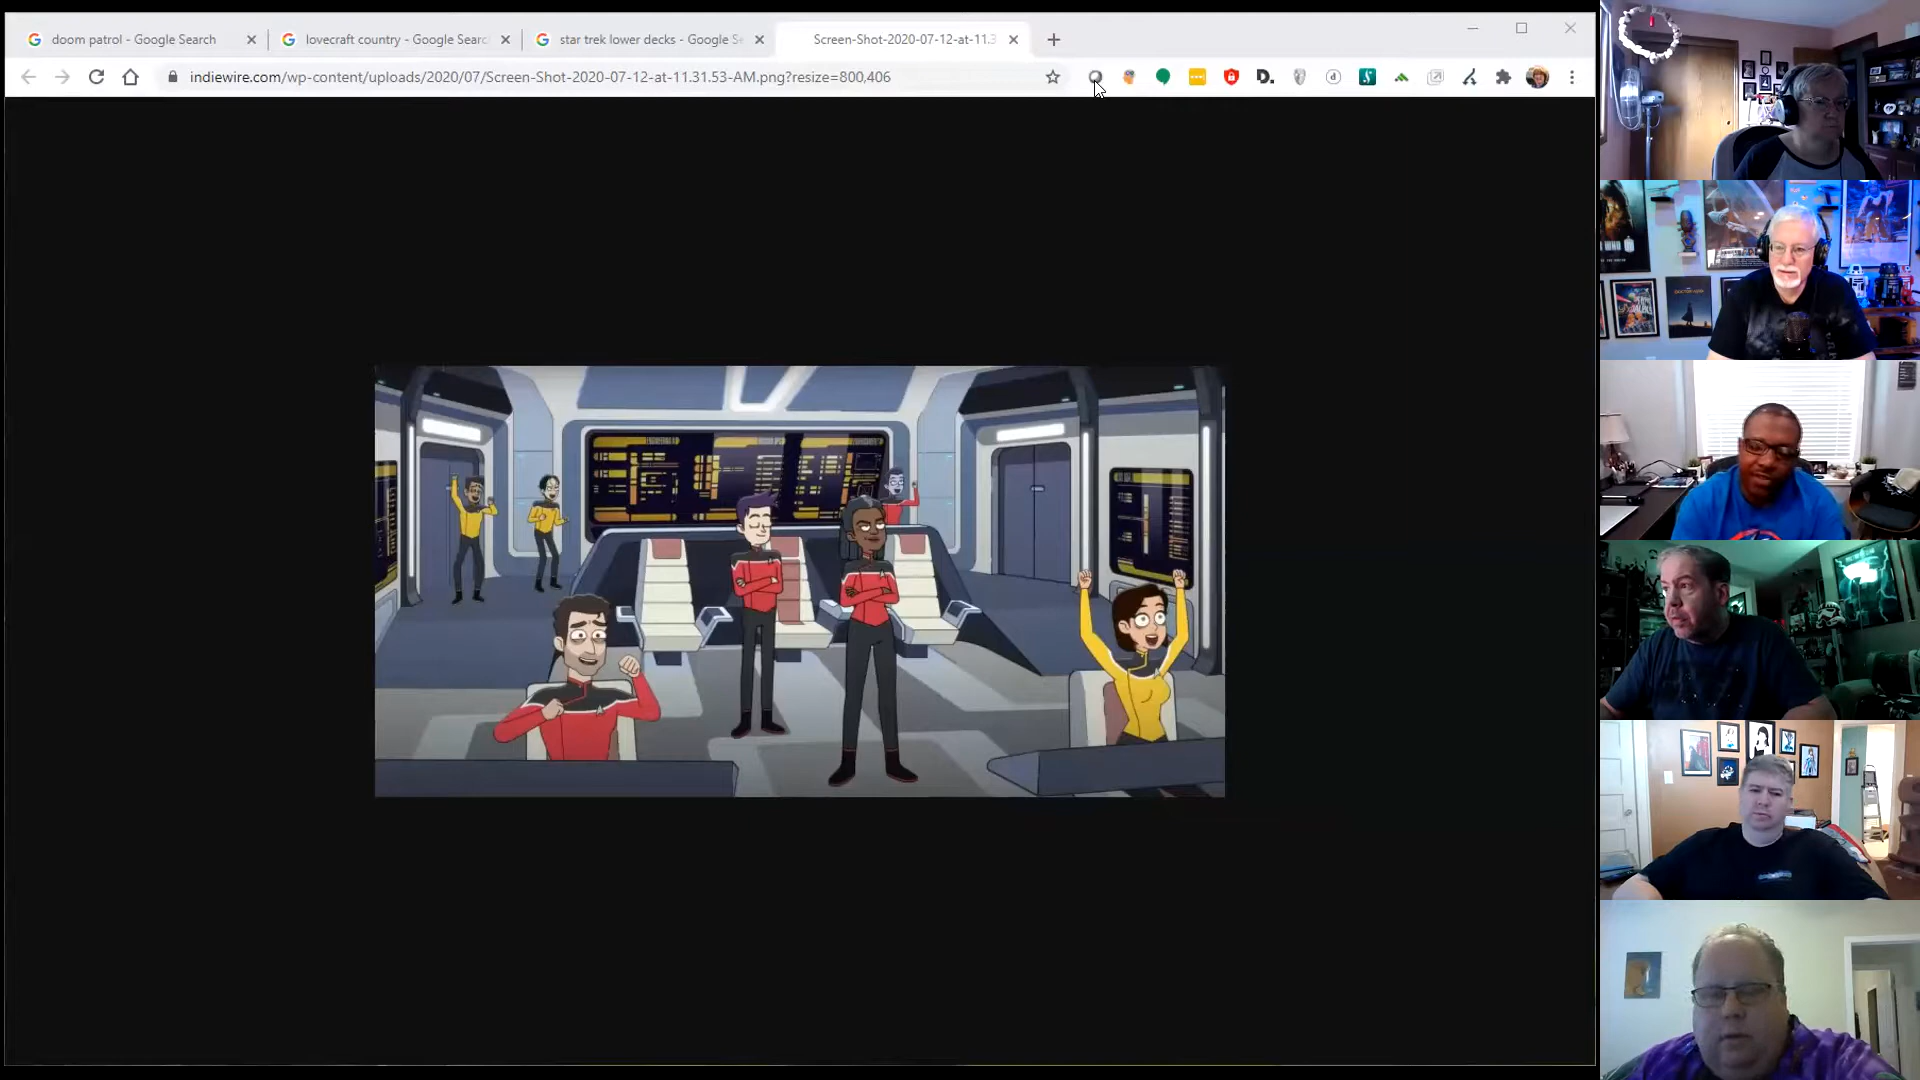 doom patrol - Google Search
lovecraft country - Google Searc
star trek lower decks - Google Se
Screen-Shot-2020-07-12-at-11.3
indiewire.com/wp-content/uploads/2020/07/Screen-Shot-2020-07-12-at-11.31.53-AM.png?resize=800,406